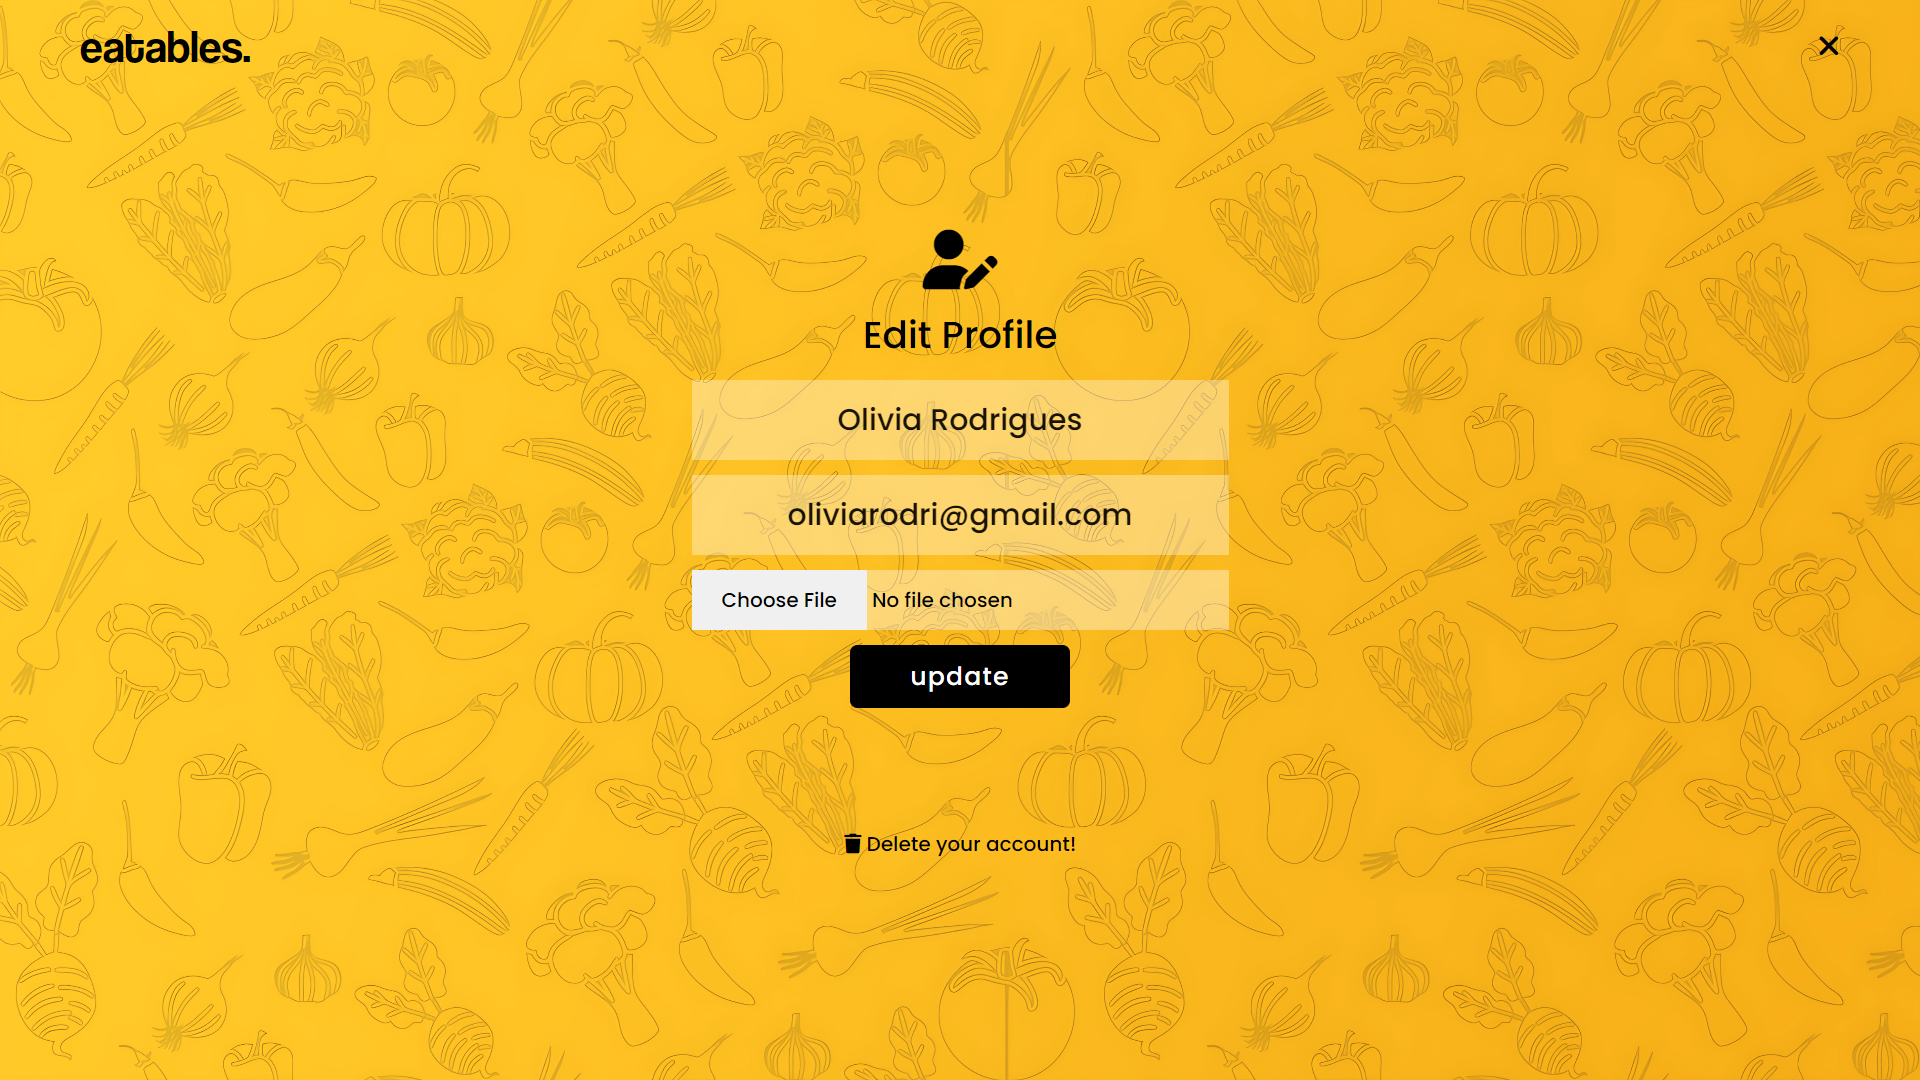 eatables.
Edit Profile
Olivia Rodrigues
oliviarodri@gmail.com
Choose File No file chosen
update
Delete your account!